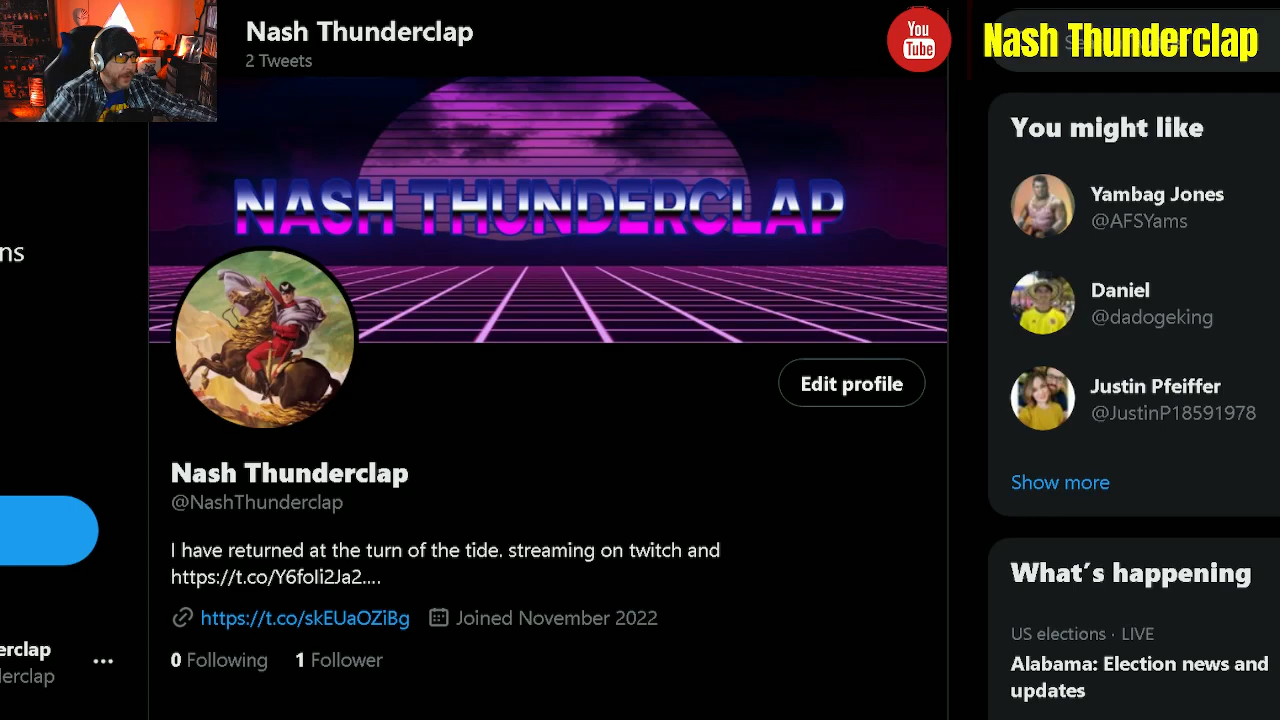 Nash Thunderclap
2 Tweets
You
Tube
Nash Thunderclap
You might like
NASH THUNDERCLAP
Yambag Jones
@AFSYams
ns
Daniel
@dadogeking
Edit profile
Justin Pfeiffer
@JustinP18591978
Nash Thunderclap
@NashThunderclap
Show more
I have returned at the turn of the tide. streaming on twitch and
https://t.co/Y6foIi2Ja2....
https://t.co/skEUaOZiBg
Joined November 2022
0 Following
1 Follower
What's happening
US elections · LIVE
Alabama: Election news and
updates
erclap
lerclap